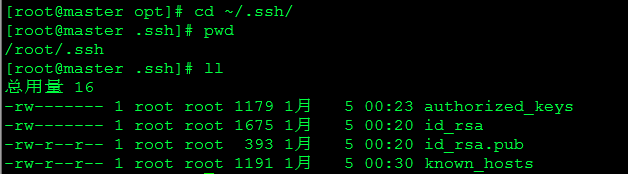 [root@master opt]# cd ~/.ssh/
[root@master .ssh]# pwd
/root/.ssh
[root@master .ssh]# ll
总用量 16
-rw------- 1 root root 1179 1月   5 00:23 authorized_keys
-rw------- 1 root root 1675 1月   5 00:20 id_rsa
-rw-r--r-- 1 root root  393 1月   5 00:20 id_rsa.pub
-rw-r--r-- 1 root root 1191 1月   5 00:30 known_hosts